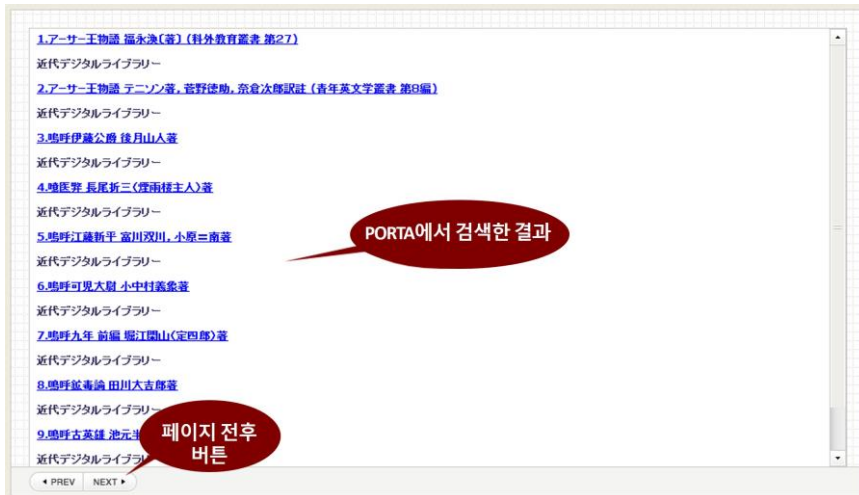 1.アーサー王物語 福永渙〔著〕 (科外教育叢書 第27)
近代デジタルライブラリー
2.アーサー王物語 テニソン著, 菅野徳助, 奈倉次郎訳註 (青年英文学叢書 第8編)
近代デジタルライブラリー
3.嗚呼伊藤公爵 後月山人著
近代デジタルライブラリー
4.噫医弊 長尾折三(煙雨楼主人)著
近代デジタルライブラリー
5.嗚呼江藤新平 富川双川, 小原=南著
近代デジタルライブラリー
PORTA에서 검색한 결과
6.嗚呼可児大尉 小中村義象著
近代デジタルライブラリー
7.嗚呼九年 前編 堀江関山(定四郎)著
近代デジタルライブラリー
8.嗚呼鉱毒論 田川大吉郎著
近代デジタルライブラリー
9.嗚呼古英雄 池元半
近代デジタルライブラ
페이지 전후
버튼
PREV NEXT